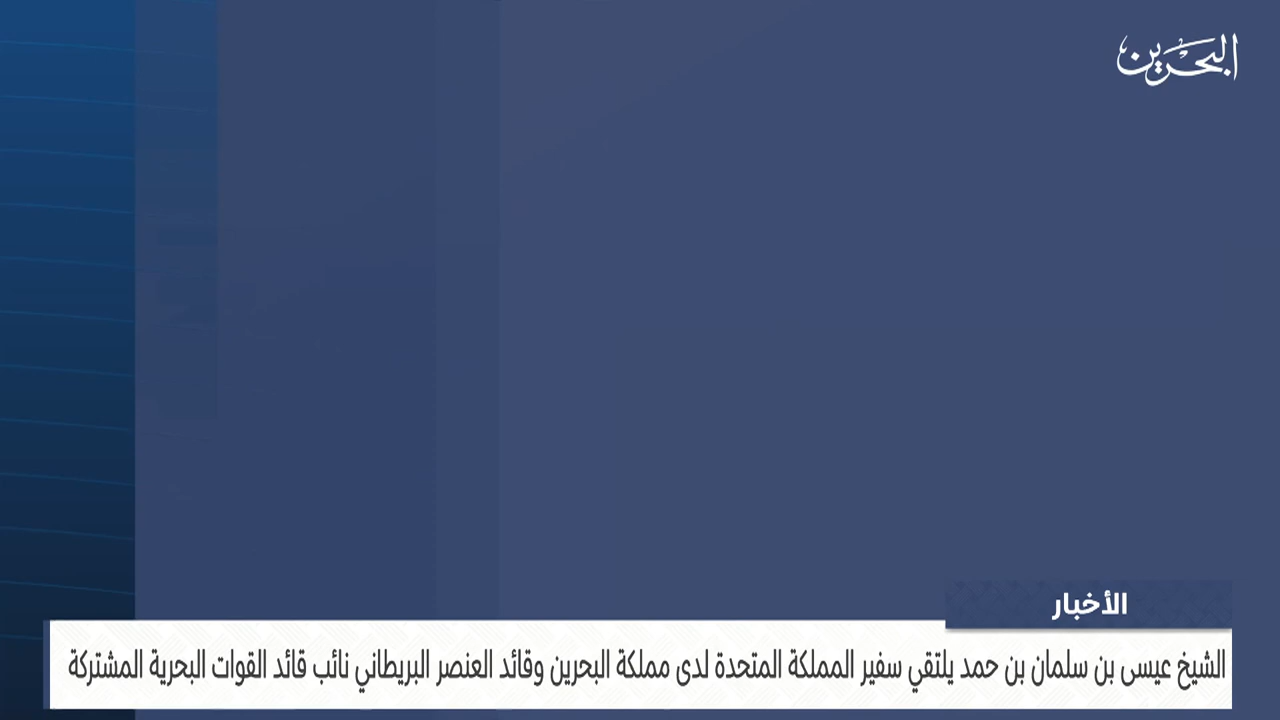 البحرين
الأخبار
الشيخ عيسى بن سلمان بن حمد يلتقي سفير المملكة المتحدة لدى مملكة البحرين وقائد العنصر البريطاني نائب قائد القوات البحرية المشتركة